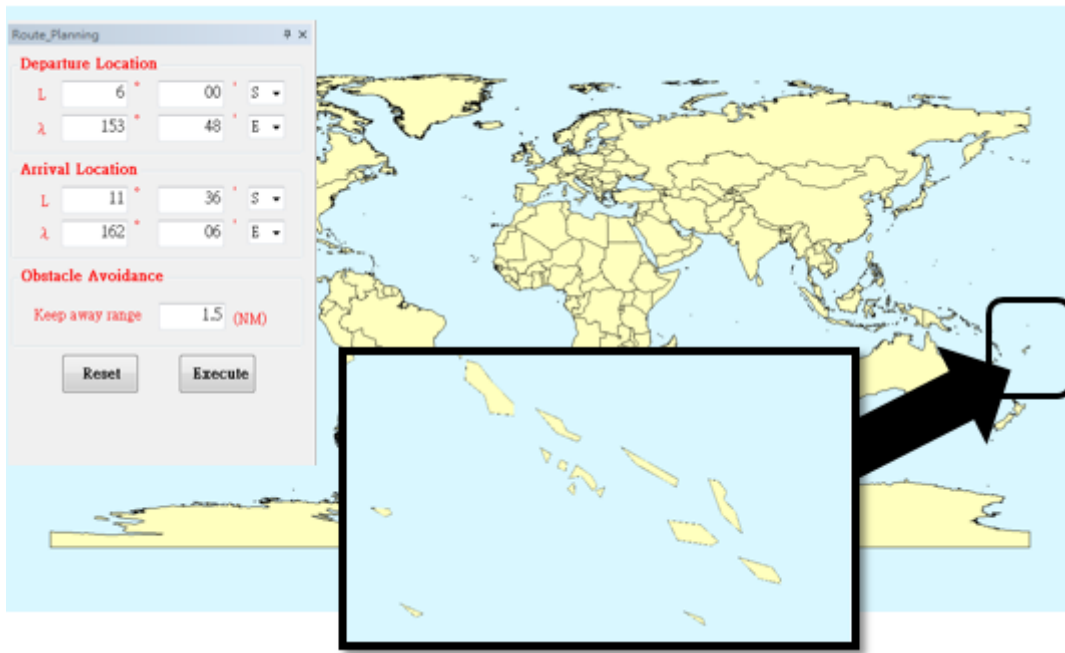 Route_Planning
Departure Location
L 6 ° 00 ' S
λ 153 ° 48 ' E
Arrival Location
L 11 ° 36 ' S
λ 162 ° 06 ' E
Obstacle Avoidance
Keep away range 1.5 (NM)
Reset Execute